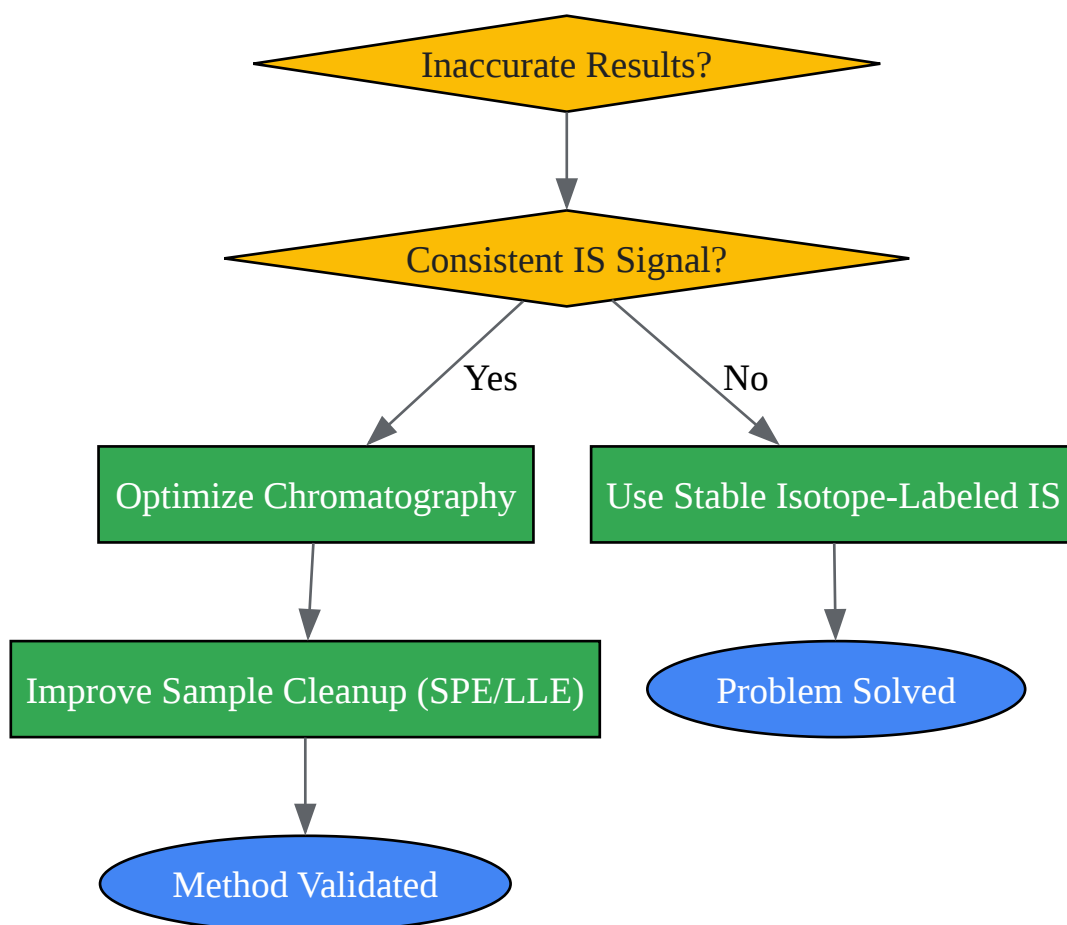 Inaccurate Results?
Consistent IS Signal?
Yes
No
Optimize Chromatography
Use Stable Isotope-Labeled IS
Improve Sample Cleanup (SPE/LLE)
Problem Solved
Method Validated